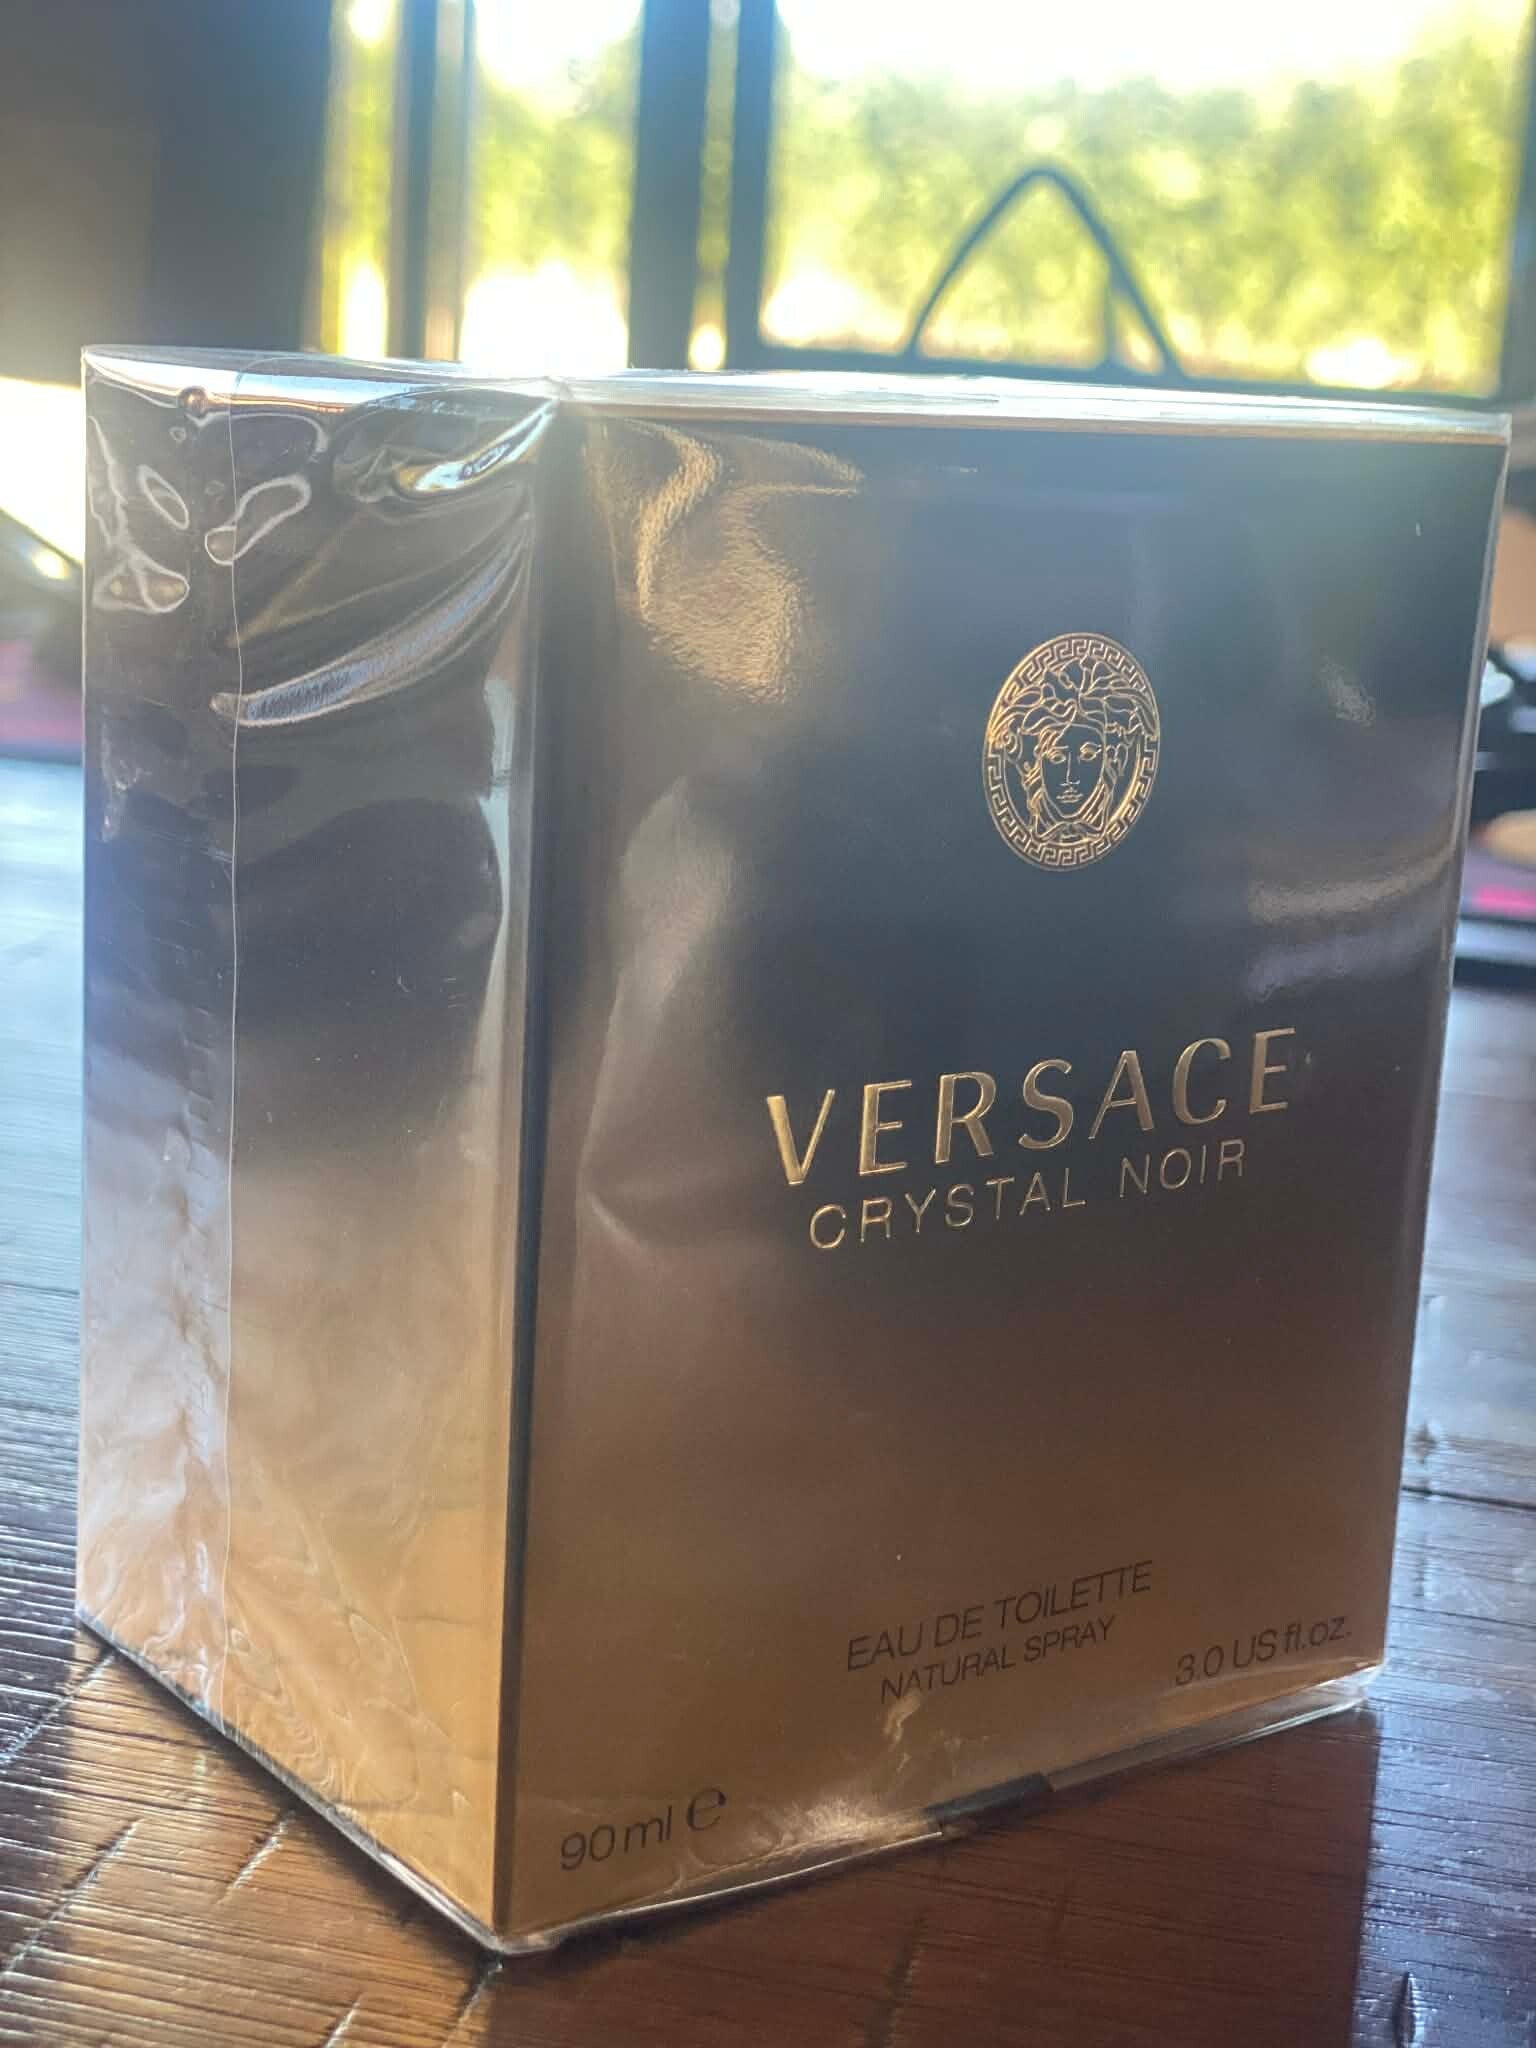 VERSACE
CRYSTAL NOIR
EAU DE TOILETTE
NATURAL SPRAY
90 ml ℮
3.0 US fl.oz.